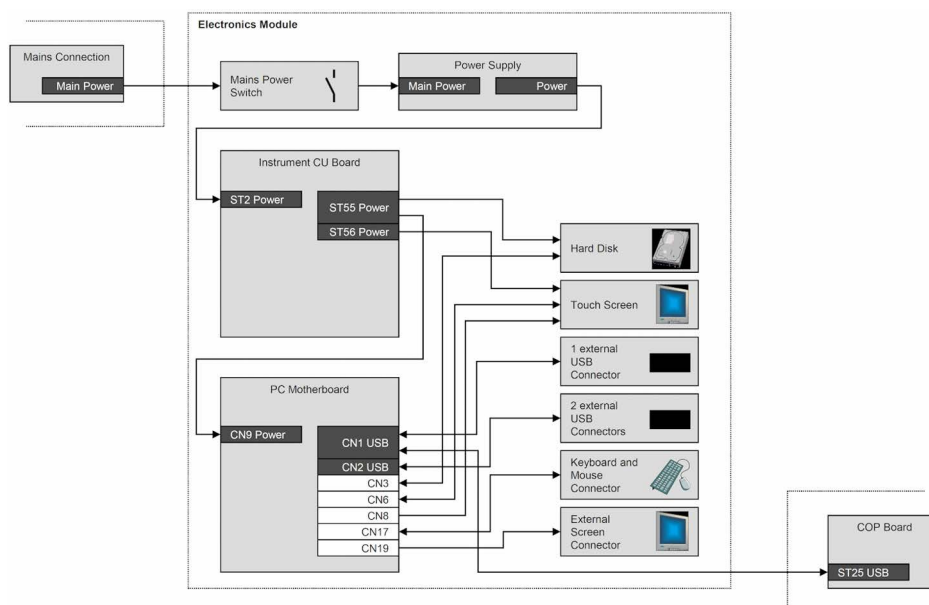 Electronics Module
Mains Connection
Main Power
Mains Power
Switch
Power Supply
Main Power
Power
Instrument CU Board
ST2 Power
ST55 Power
ST56 Power
Hard Disk
Touch Screen
1 external
USB
Connector
2 external
USB
Connectors
Keyboard and
Mouse
Connector
External
Screen
Connector
PC Motherboard
CN9 Power
CN1 USB
CN2 USB
CN3
CN6
CN8
CN17
CN19
COP Board
ST25 USB